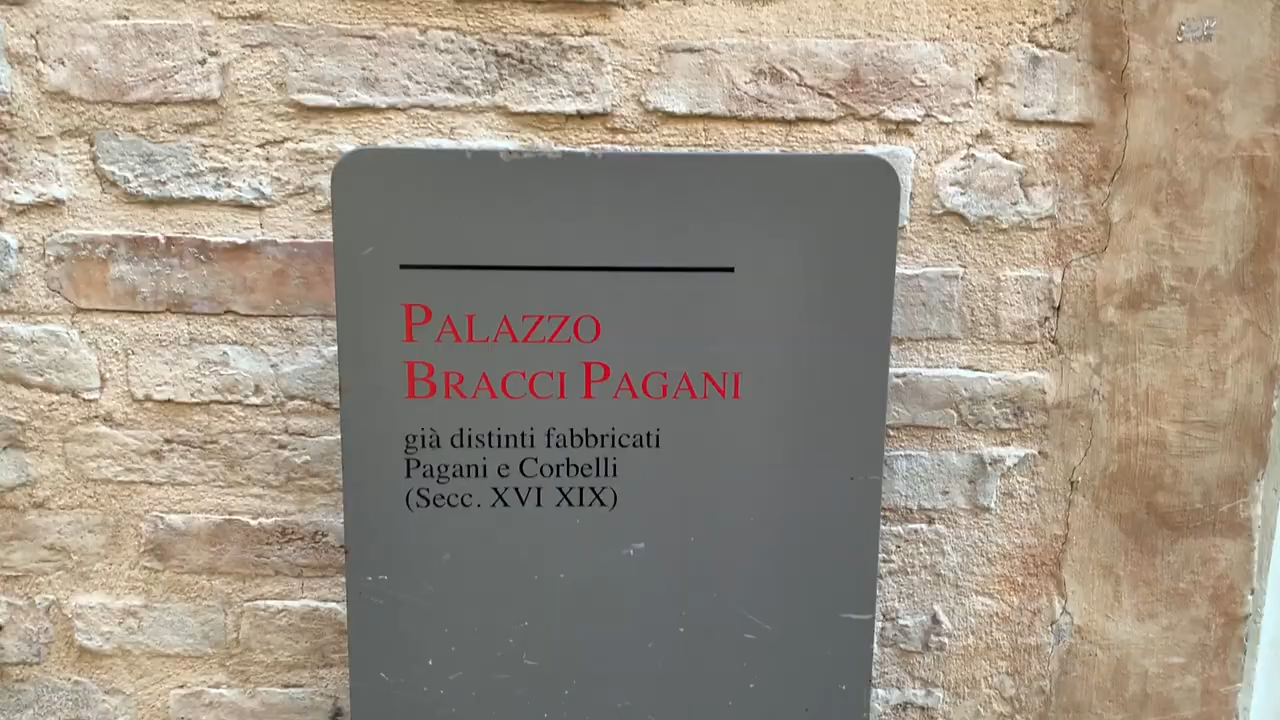 PALAZZO
BRACCI PAGANI
già distinti fabbricati
Pagani e Corbelli
(Secc. XVI XIX)